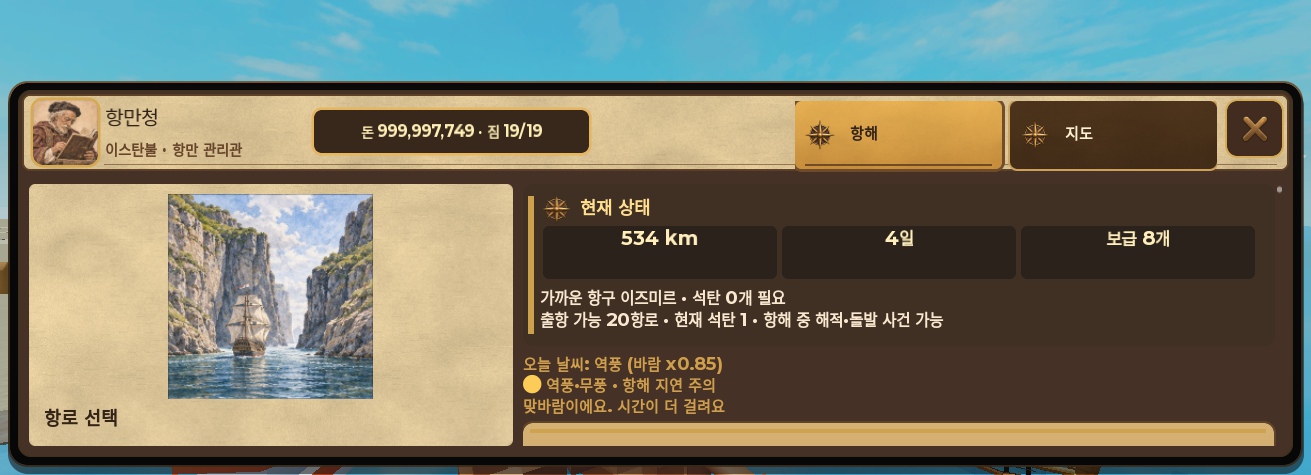 항만청
이스탄불 • 항만 관리관
돈 999,997,749 · 짐 19/19
항해
지도
항로 선택
현재 상태
534 km
4일
보급 8개
가까운 항구 이즈미르 • 석탄 0개 필요
출항 가능 20항로 • 현재 석탄 1 • 항해 중 해적•돌발 사건 가능
오늘 날씨: 역풍 (바람 x0.85)
역풍•무풍 • 항해 지연 주의
맞바람이에요. 시간이 더 걸려요